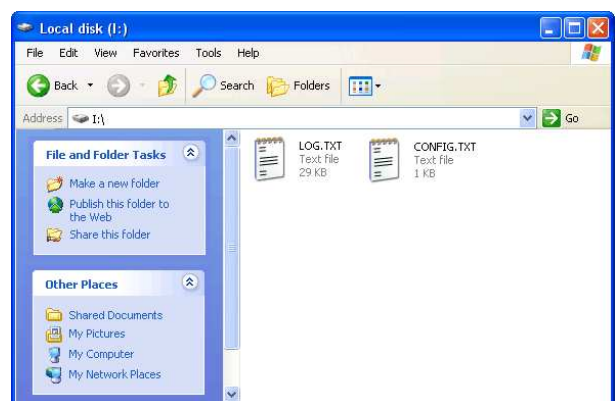 Local disk (I:)
File Edit View Favorites Tools Help
Back Search Folders
Address I:\ Go
File and Folder Tasks
Make a new folder
Publish this folder to
the Web
Share this folder
Other Places
Shared Documents
My Pictures
My Computer
My Network Places
LOG.TXT
Text file
29 KB
CONFIG.TXT
Text file
1 KB